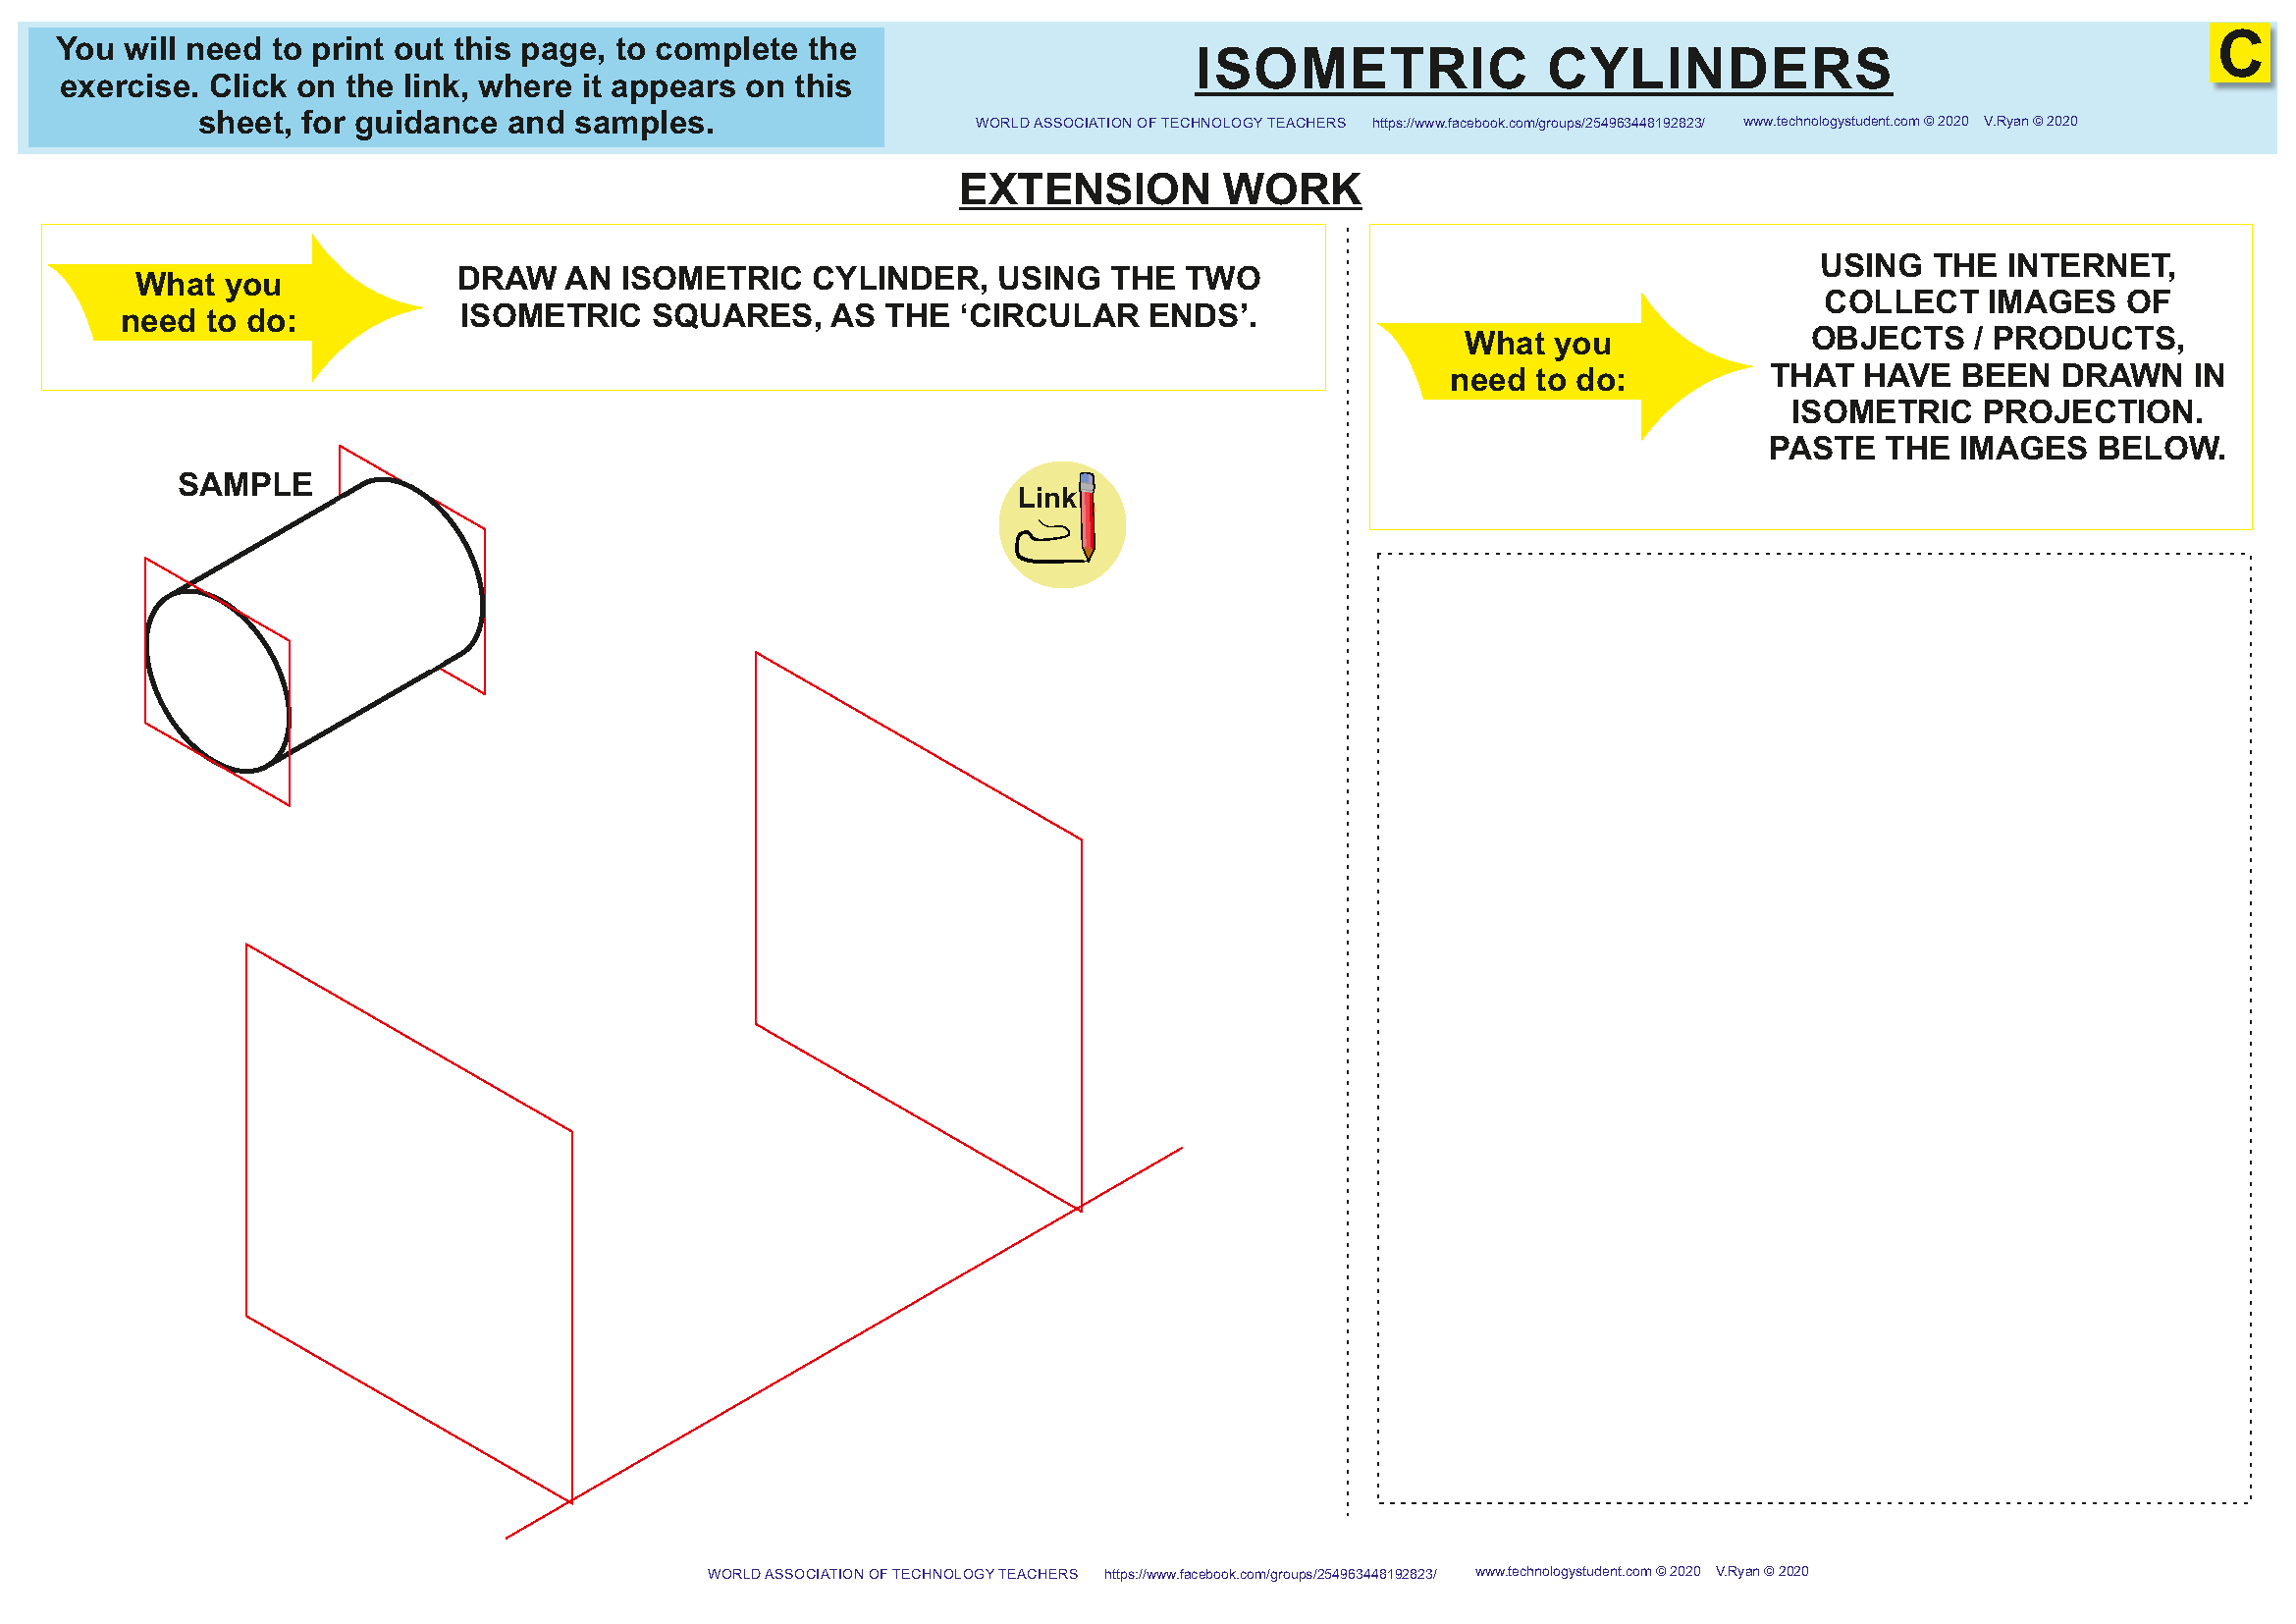 You will need to print out this page, to complete the
exercise. Click on the link, where it appears on this
sheet, for guidance and samples.
ISOMETRIC CYLINDERS
C
WORLD ASSOCIATION OF TECHNOLOGY TEACHERS https://www.facebook.com/groups/254963448192823/ www.technologystudent.com © 2020 V.Ryan © 2020
EXTENSION WORK
What you
need to do:
DRAW AN ISOMETRIC CYLINDER, USING THE TWO
ISOMETRIC SQUARES, AS THE ‘CIRCULAR ENDS’.
What you
need to do:
USING THE INTERNET,
COLLECT IMAGES OF
OBJECTS / PRODUCTS,
THAT HAVE BEEN DRAWN IN
ISOMETRIC PROJECTION.
PASTE THE IMAGES BELOW.
SAMPLE
Link
WORLD ASSOCIATION OF TECHNOLOGY TEACHERS https://www.facebook.com/groups/254963448192823/ www.technologystudent.com © 2020 V.Ryan © 2020